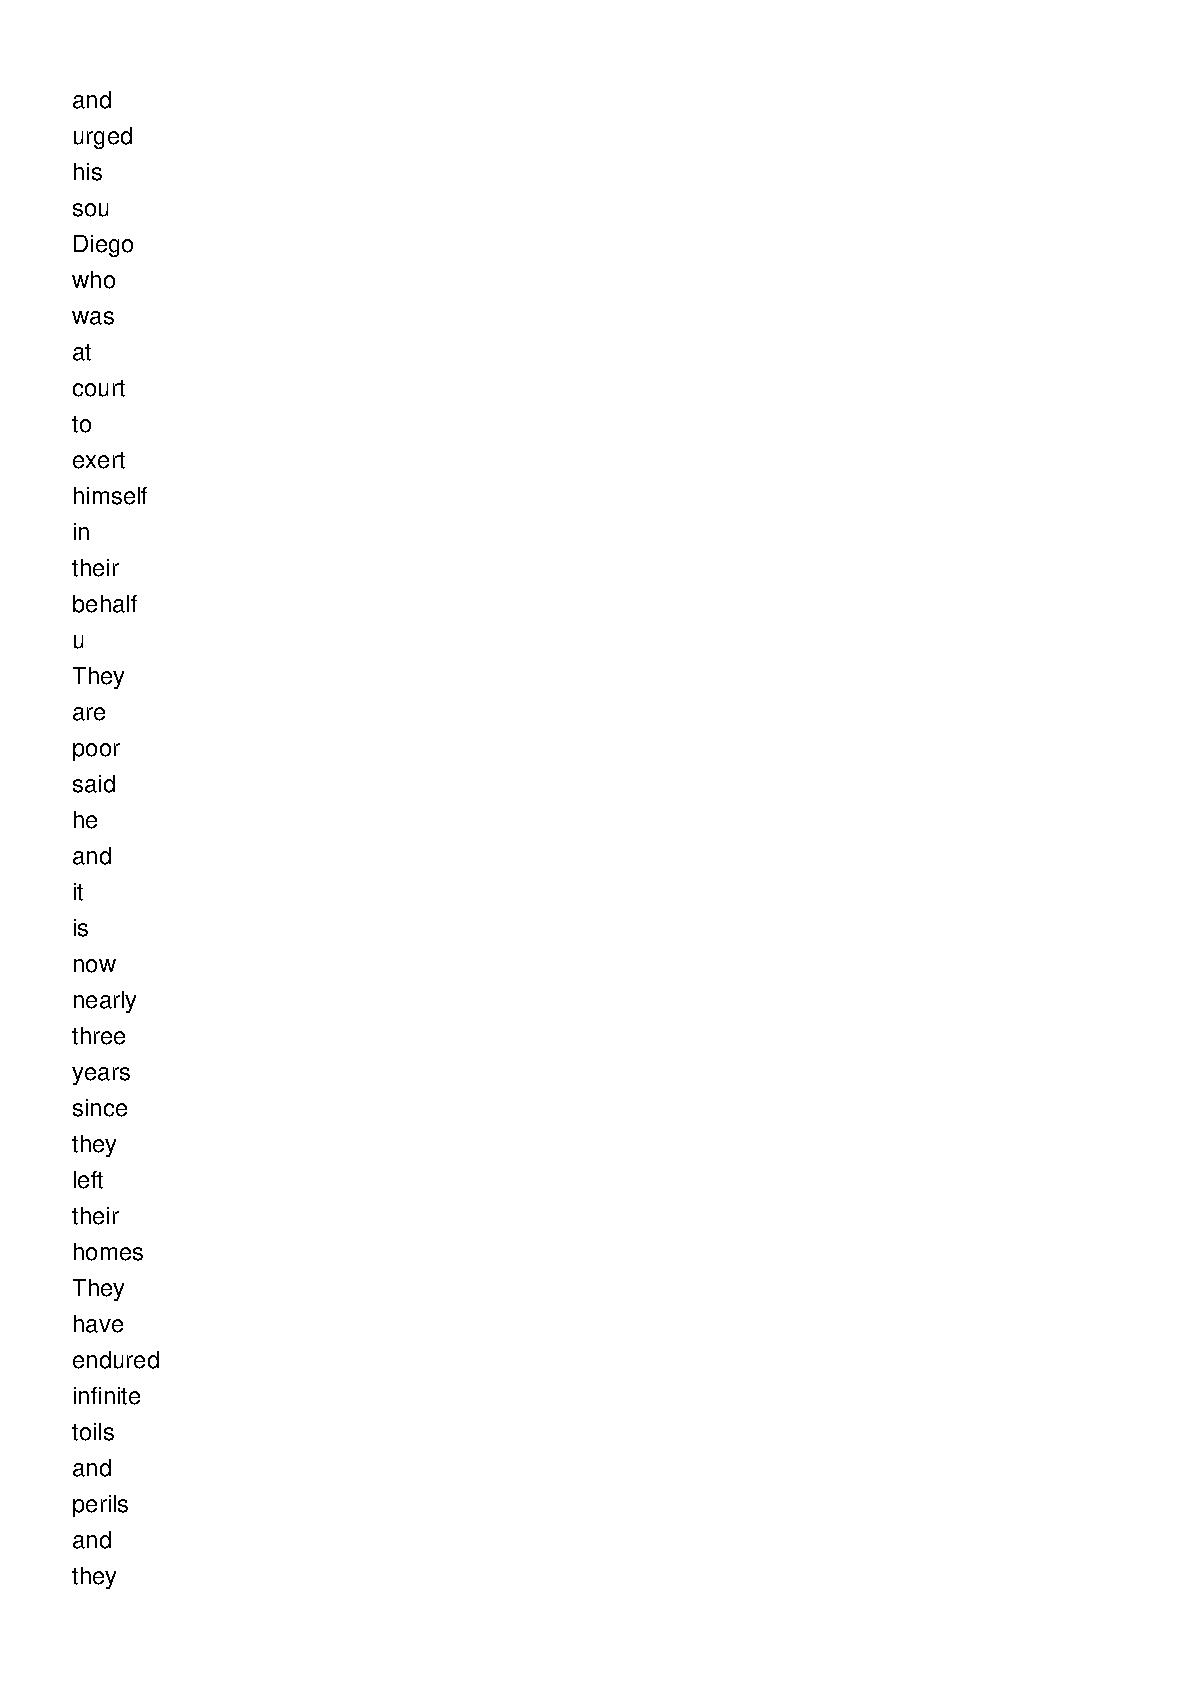 and
urged
his
sou
Diego
who
was
at
court
to
exert
himself
in
their
behalf
u
They
are
poor
said
he
and
it
is
now
nearly
three
years
since
they
left
their
homes
They
have
endured
infinite
toils
and
perils
and
they